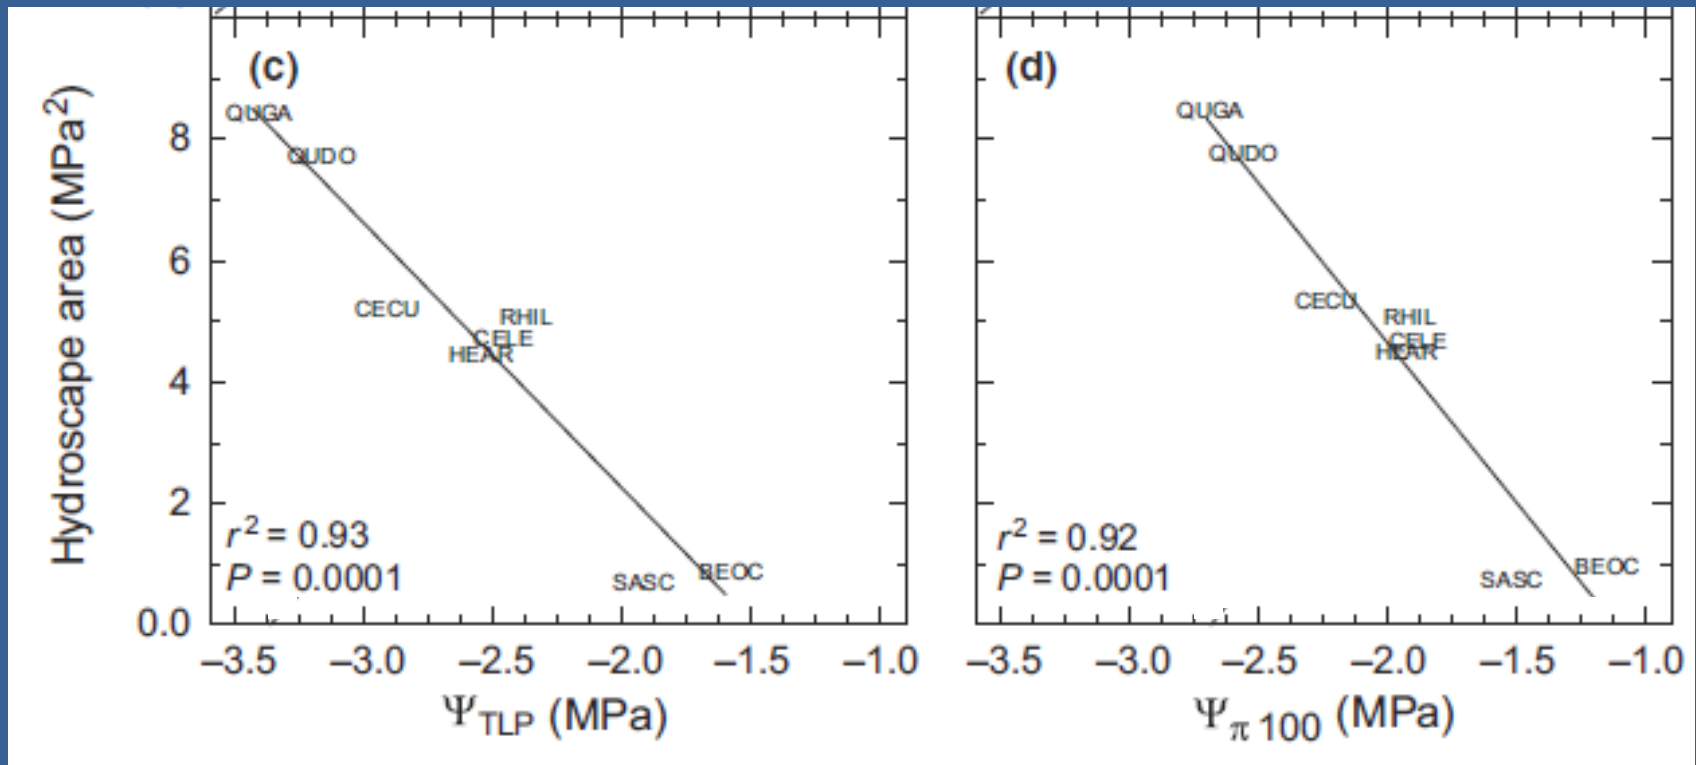 (c)
Hydroscape area (MPa²)
8
6
4
2
0.0
QUGA
QUDO
CECU
RHIL
CELE
HEAR
SASC
BEOC
r² = 0.93
P = 0.0001
–3.5 –3.0 –2.5 –2.0 –1.5 –1.0
Ψ_TLP (MPa)
(d)
QUGA
QUDO
CECU
RHIL
CELE
HEAR
SASC
BEOC
r² = 0.92
P = 0.0001
–3.5 –3.0 –2.5 –2.0 –1.5 –1.0
Ψ_π 100 (MPa)